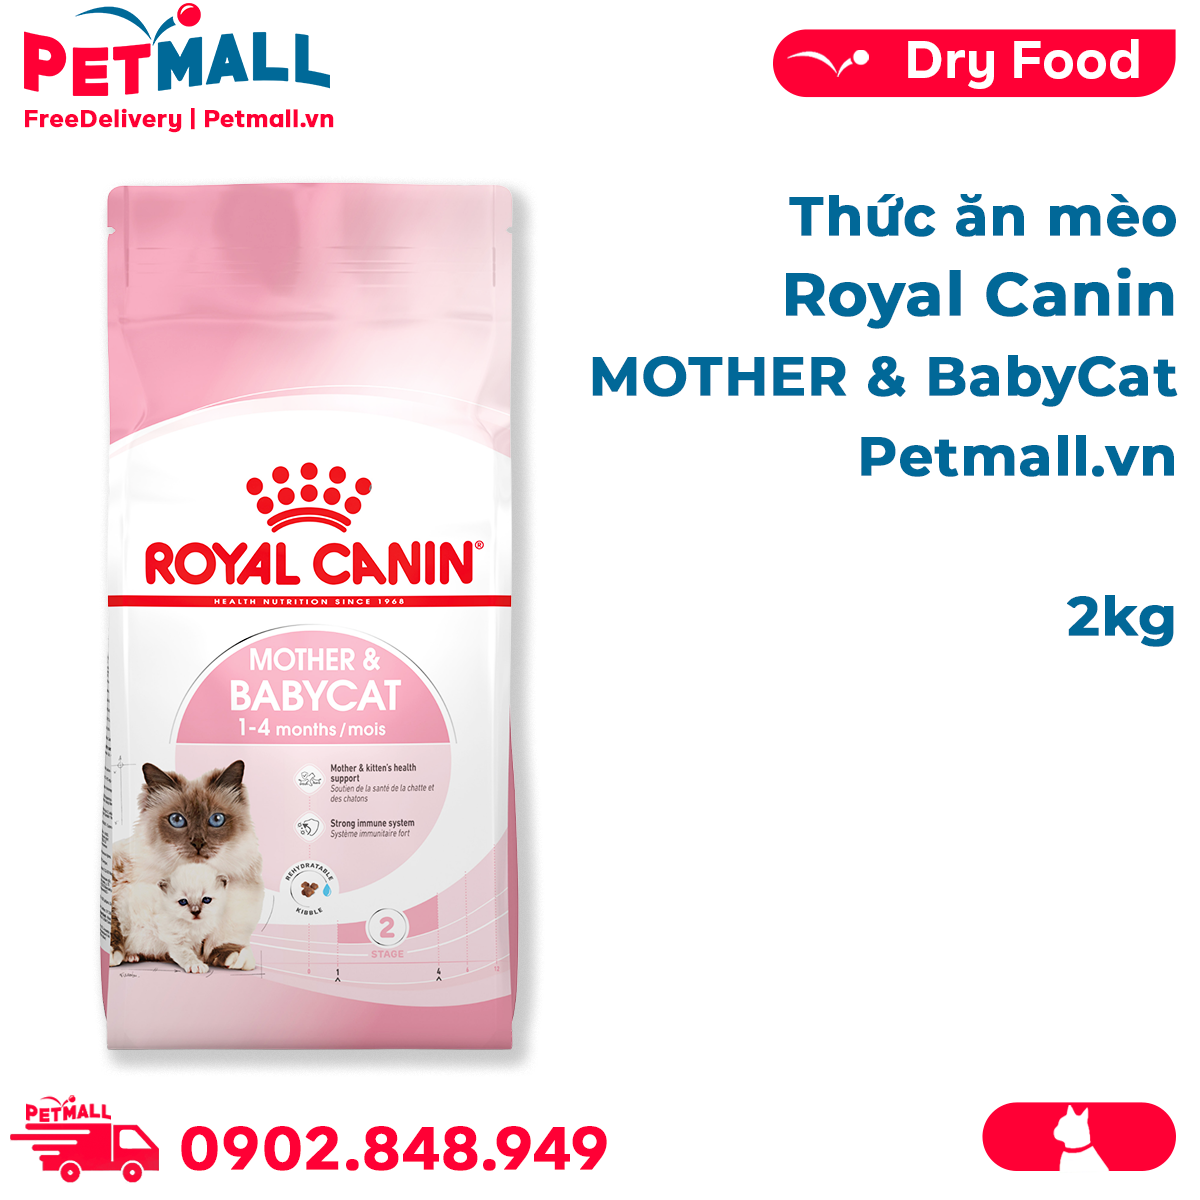 PETMALL
FreeDelivery | Petmall.vn
Dry Food
Thức ăn mèo
Royal Canin
MOTHER & BabyCat
Petmall.vn
2kg
ROYAL CANIN®
HEALTH NUTRITION SINCE 1968
MOTHER &
BABYCAT
1-4 months/mois
Mother & kitten's health
support
Soutien de la santé de la chatte et
des chatons
Strong immune system
Système immunitaire fort
REHYDRATABLE
KIBBLE
2
STAGE
1
4
PETMALL
0902.848.949